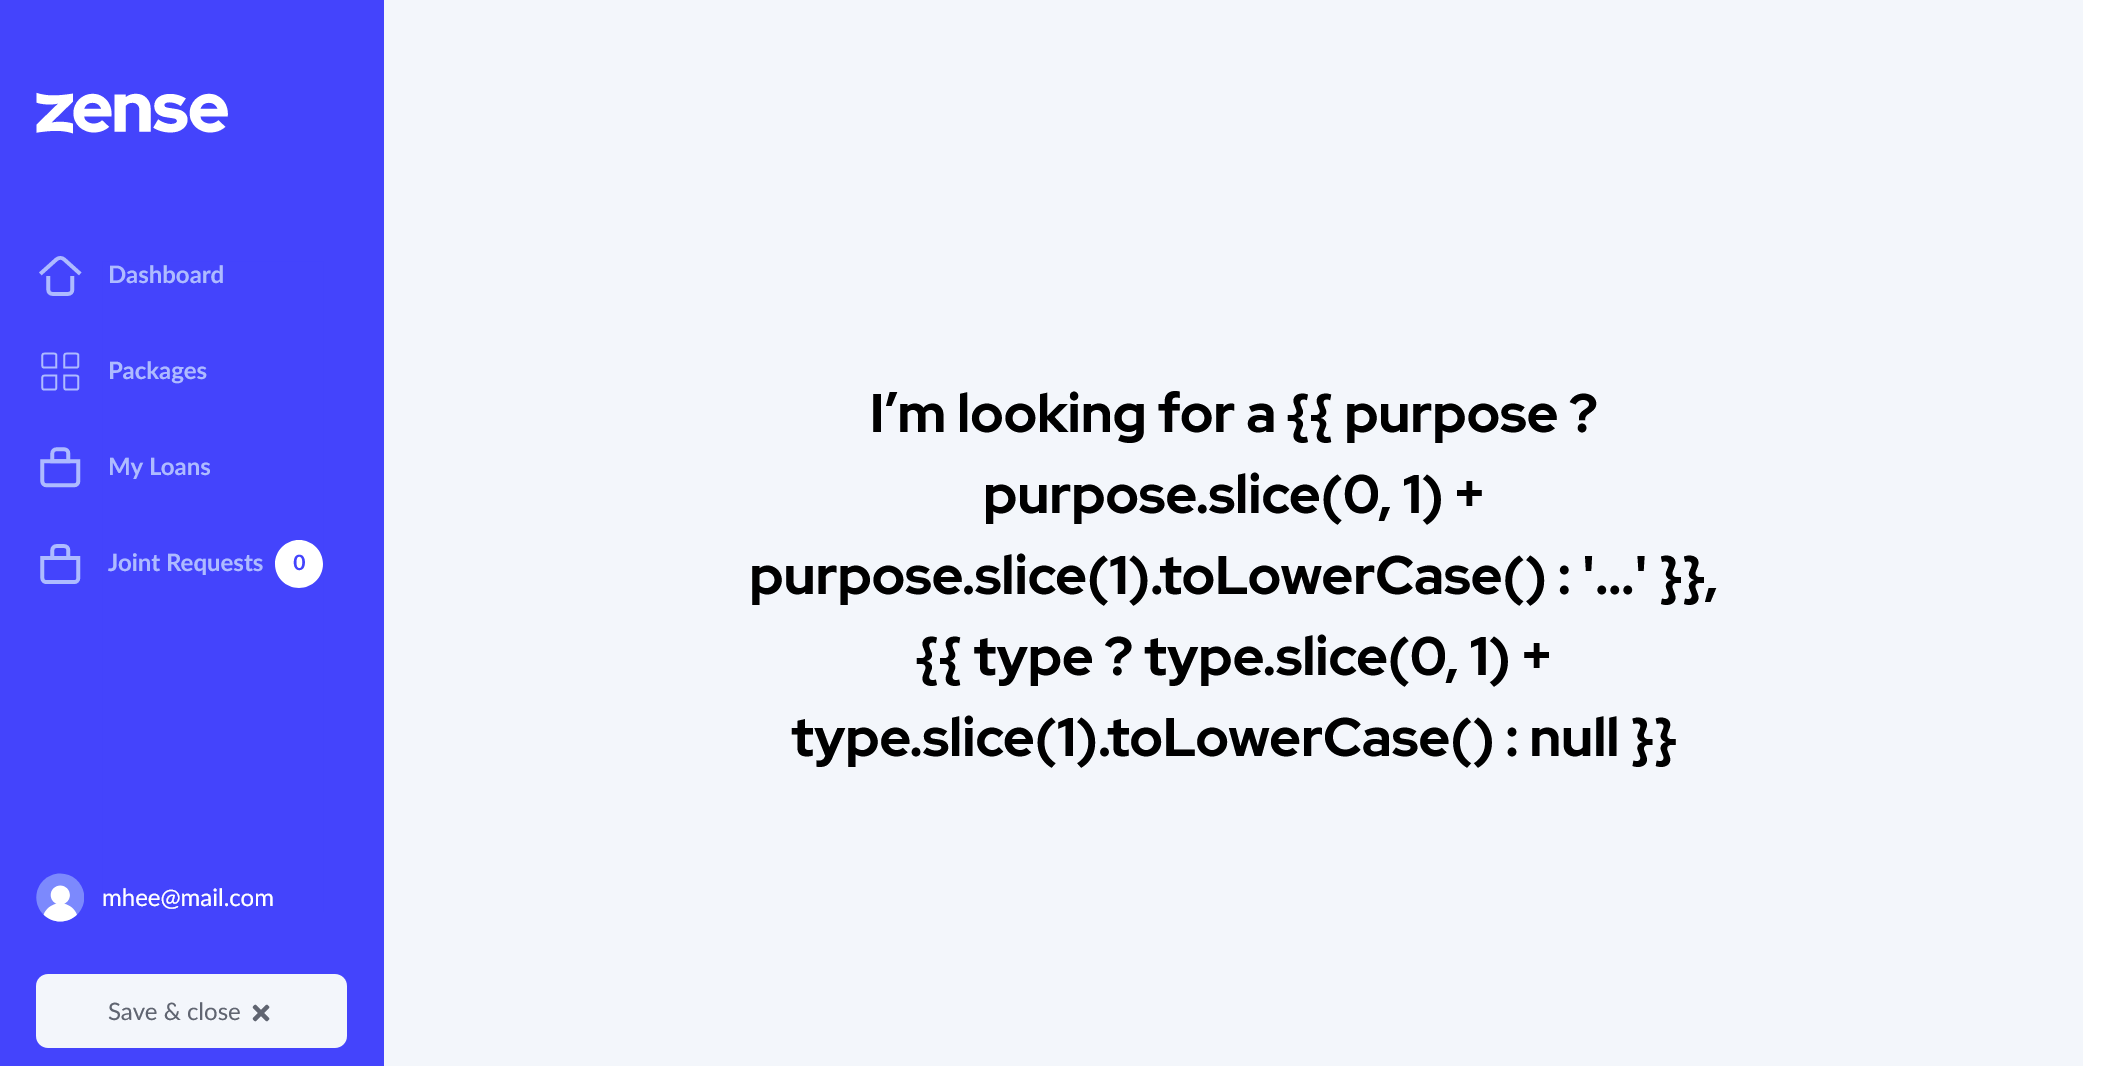 zense
Dashboard
Packages
My Loans
Joint Requests 0
mhee@mail.com
Save & close
I’m looking for a {{ purpose ?
purpose.slice(0, 1) +
purpose.slice(1).toLowerCase() : '...' }},
{{ type ? type.slice(0, 1) +
type.slice(1).toLowerCase() : null }}